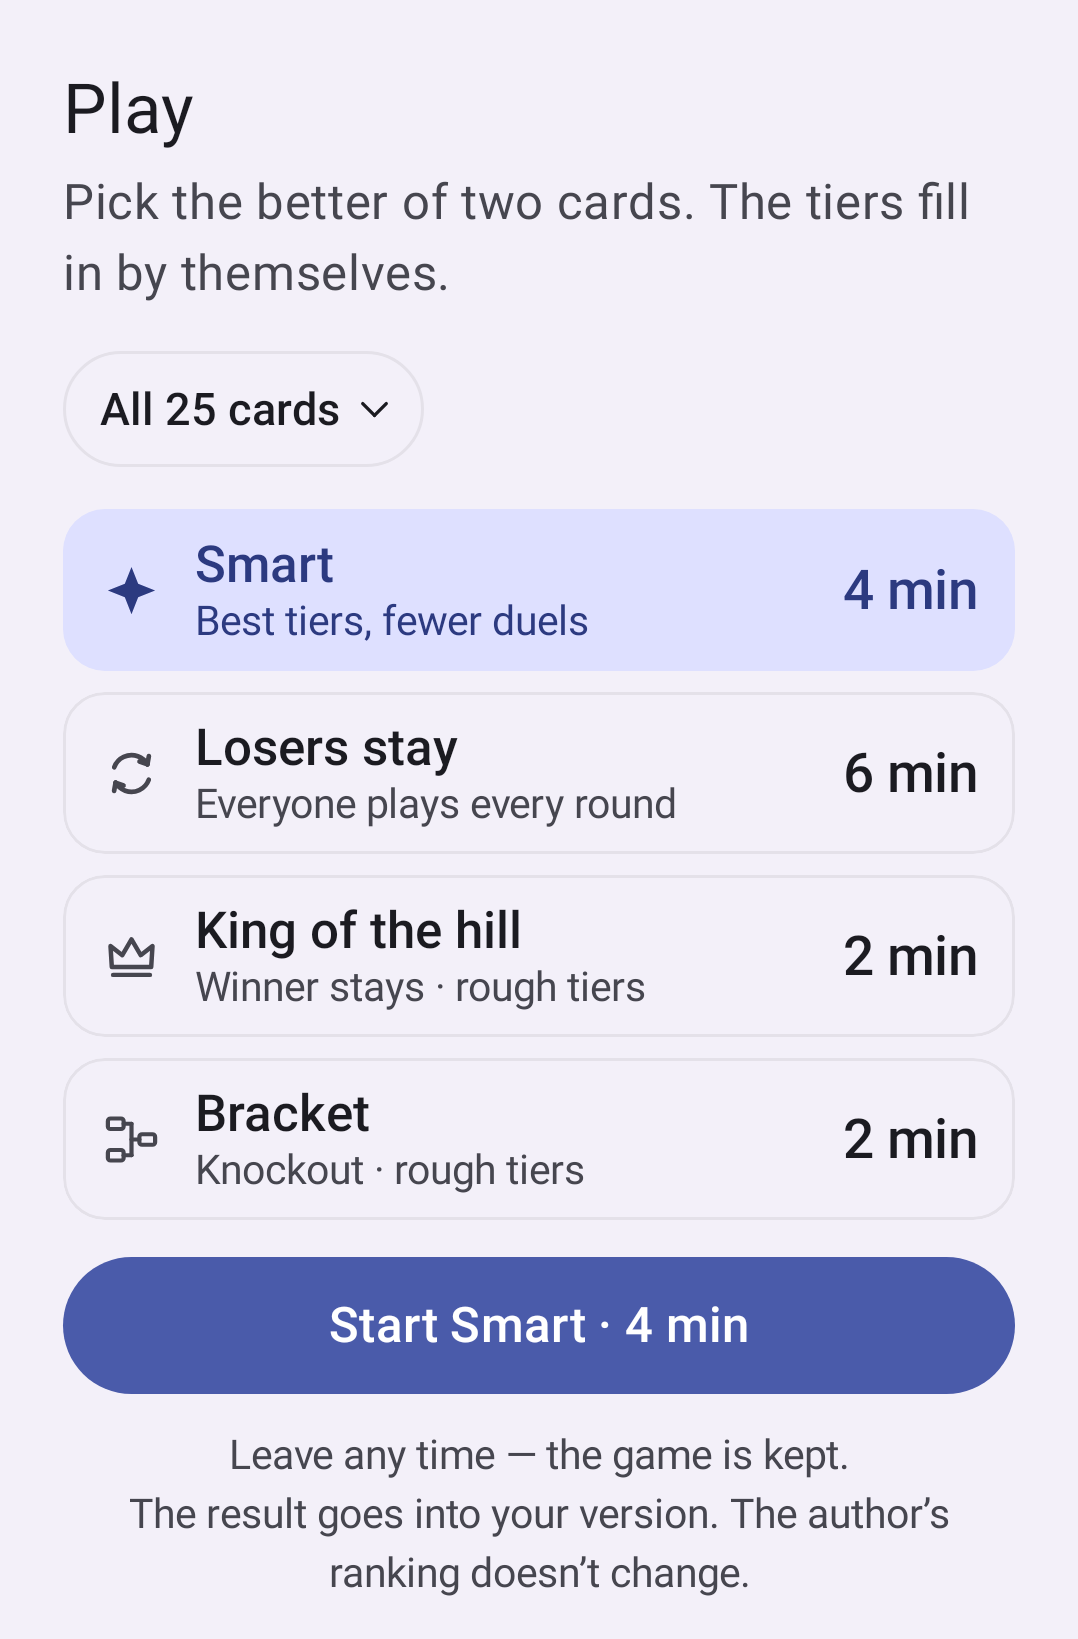 Play
Pick the better of two cards. The tiers fill
in by themselves.
All 25 cards
Smart
Best tiers, fewer duels
4 min
Losers stay
Everyone plays every round
6 min
King of the hill
Winner stays · rough tiers
2 min
Bracket
Knockout · rough tiers
2 min
Start Smart · 4 min
Leave any time — the game is kept.
The result goes into your version. The author’s
ranking doesn’t change.